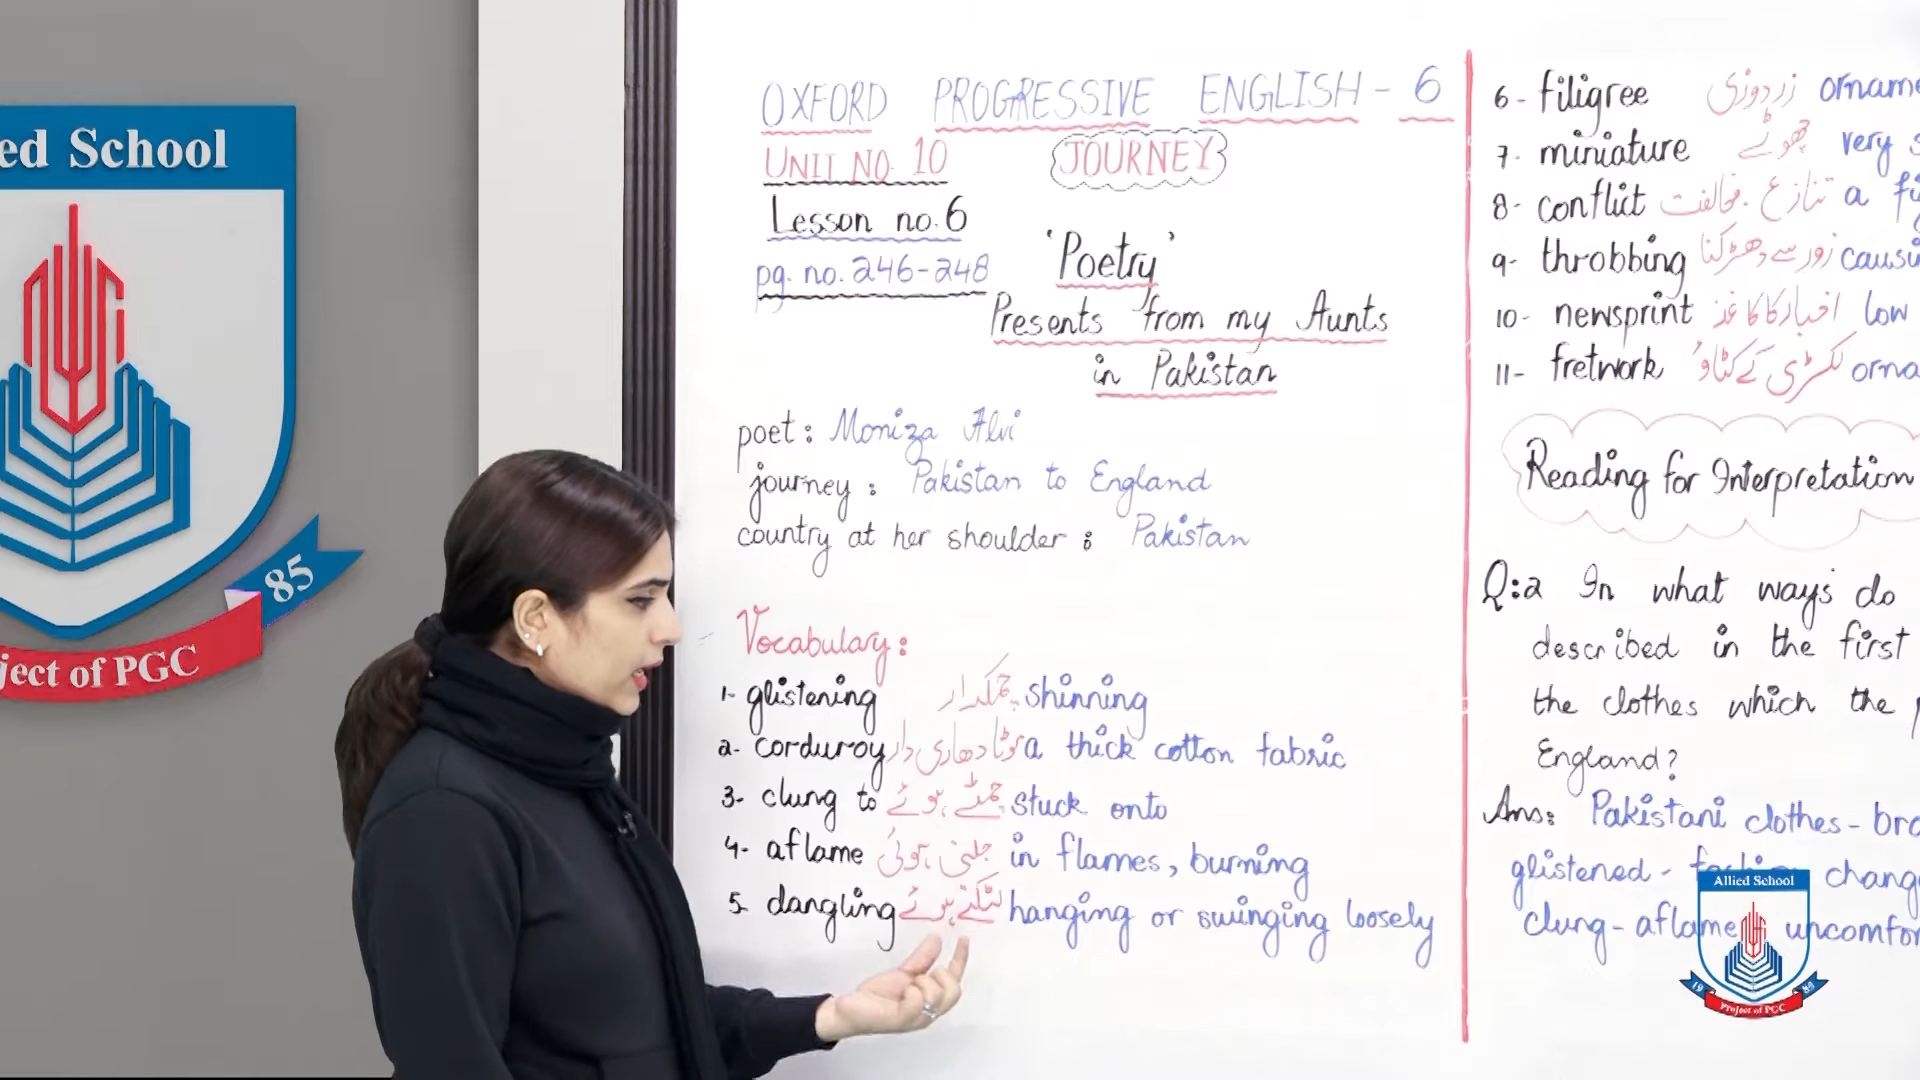 ed School
85
ject of PGC
OXFORD PROGRESSIVE ENGLISH - 6
UNIT NO. 10
JOURNEY
Lesson no.6
pg. no. 246-248
'Poetry'
Presents from my Aunts
in Pakistan
poet: Moniza Alvi
journey: Pakistan to England
country at her shoulder: Pakistan
Vocabulary:
1- glistening چمکدار shinning
2- corduroy موٹا دھاری دار a thick cotton fabric
3- clung to چمٹے ہوئے stuck onto
4- aflame جلتی ہوئی in flames, burning
5- dangling لٹکتے ہوئے hanging or swinging loosely
6- filigree زردوزی orname
7- miniature چھوٹے very s
8- conflict تنازع، مخالفت a fi
9- throbbing زور سے دھڑکنا causi
10- newsprint اخبار کا کاغذ low
11- fretwork لکڑی کے کٹاؤ orna
Reading for Interpretation
Q:2 In what ways do
described in the first
the clothes which the
England?
Ans: Pakistani clothes - bro
glistened - change
clung - aflame uncomfor
Allied School
19 85
Project of PGC